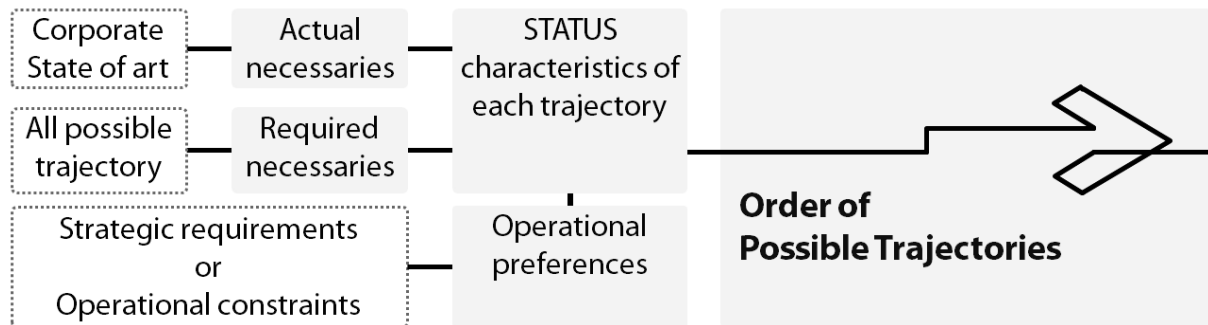 Corporate
State of art
Actual
necessaries
STATUS
characteristics of
each trajectory
All possible
trajectory
Required
necessaries
Strategic requirements
or
Operational constraints
Operational
preferences
Order of
Possible Trajectories